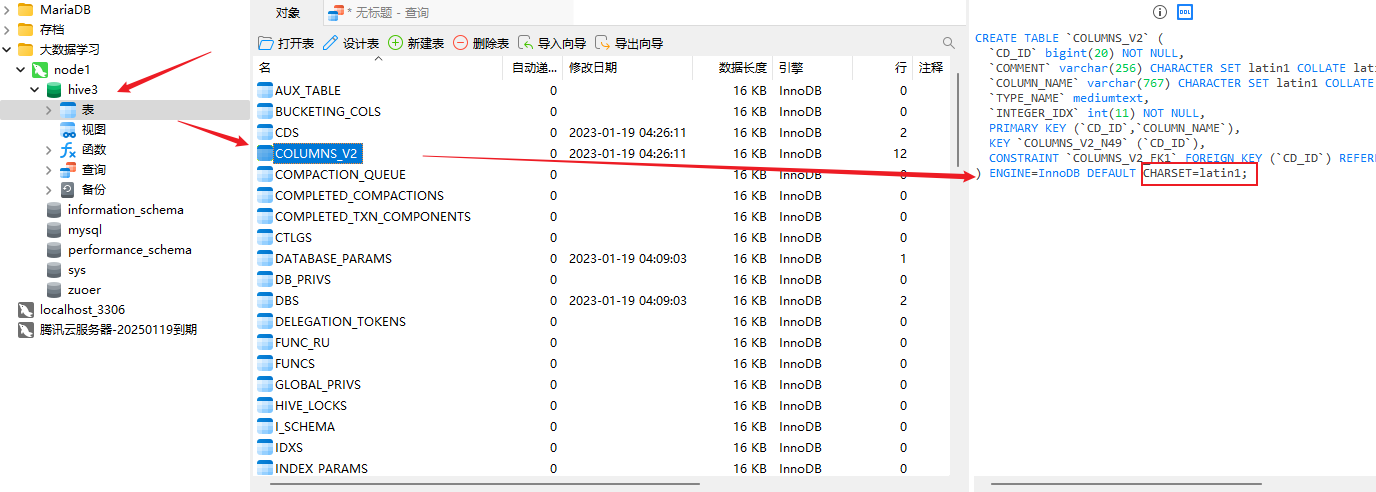 MariaDB
存档
大数据学习
node1
hive3
表
视图
函数
查询
备份
information_schema
mysql
performance_schema
sys
zuoer
localhost_3306
腾讯云服务器-20250119到期
对象
* 无标题 - 查询
打开表 设计表 新建表 删除表 导入向导 导出向导
名 自动递... 修改日期 数据长度 引擎 行 注释
AUX_TABLE 0 16 KB InnoDB 0
BUCKETING_COLS 0 16 KB InnoDB 0
CDS 0 2023-01-19 04:26:11 16 KB InnoDB 2
COLUMNS_V2 0 2023-01-19 04:26:11 16 KB InnoDB 12
COMPACTION_QUEUE 0 16 KB InnoDB 0
COMPLETED_COMPACTIONS 0 16 KB InnoDB 0
COMPLETED_TXN_COMPONENTS 0 16 KB InnoDB 0
CTLGS 0 16 KB InnoDB 0
DATABASE_PARAMS 0 2023-01-19 04:09:03 16 KB InnoDB 1
DB_PRIVS 0 16 KB InnoDB 0
DBS 0 2023-01-19 04:09:03 16 KB InnoDB 2
DELEGATION_TOKENS 0 16 KB InnoDB 0
FUNC_RU 0 16 KB InnoDB 0
FUNCS 0 16 KB InnoDB 0
GLOBAL_PRIVS 0 16 KB InnoDB 0
HIVE_LOCKS 0 16 KB InnoDB 0
I_SCHEMA 0 16 KB InnoDB 0
IDXS 0 16 KB InnoDB 0
INDEX_PARAMS 0 16 KB InnoDB 0
DDL
CREATE TABLE `COLUMNS_V2` (
`CD_ID` bigint(20) NOT NULL,
`COMMENT` varchar(256) CHARACTER SET latin1 COLLATE lat
`COLUMN_NAME` varchar(767) CHARACTER SET latin1 COLLATE
`TYPE_NAME` mediumtext,
`INTEGER_IDX` int(11) NOT NULL,
PRIMARY KEY (`CD_ID`,`COLUMN_NAME`),
KEY `COLUMNS_V2_N49` (`CD_ID`),
CONSTRAINT `COLUMNS_V2_FK1` FOREIGN KEY (`CD_ID`) REFER
) ENGINE=InnoDB DEFAULT CHARSET=latin1;